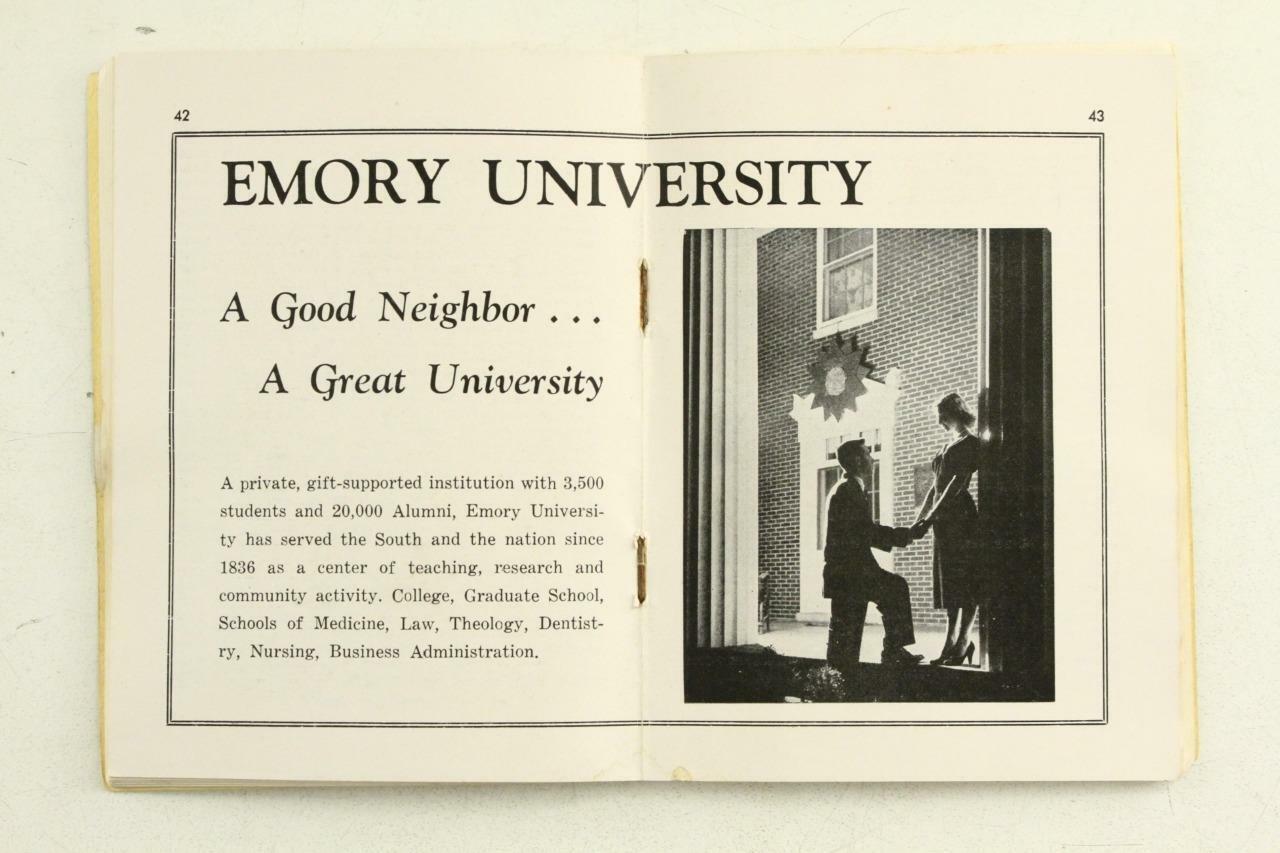 42
43
EMORY UNIVERSITY
A Good Neighbor . . .
A Great University
A private, gift-supported institution with 3,500
students and 20,000 Alumni, Emory Universi-
ty has served the South and the nation since
1836 as a center of teaching, research and
community activity. College, Graduate School,
Schools of Medicine, Law, Theology, Dentist-
ry, Nursing, Business Administration.